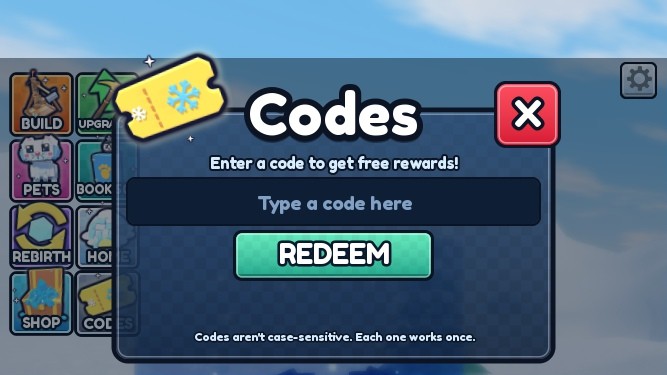 Codes
Enter a code to get free rewards!
Type a code here
REDEEM
Codes aren't case-sensitive. Each one works once.
BUILD
PETS
REBIRTH
SHOP